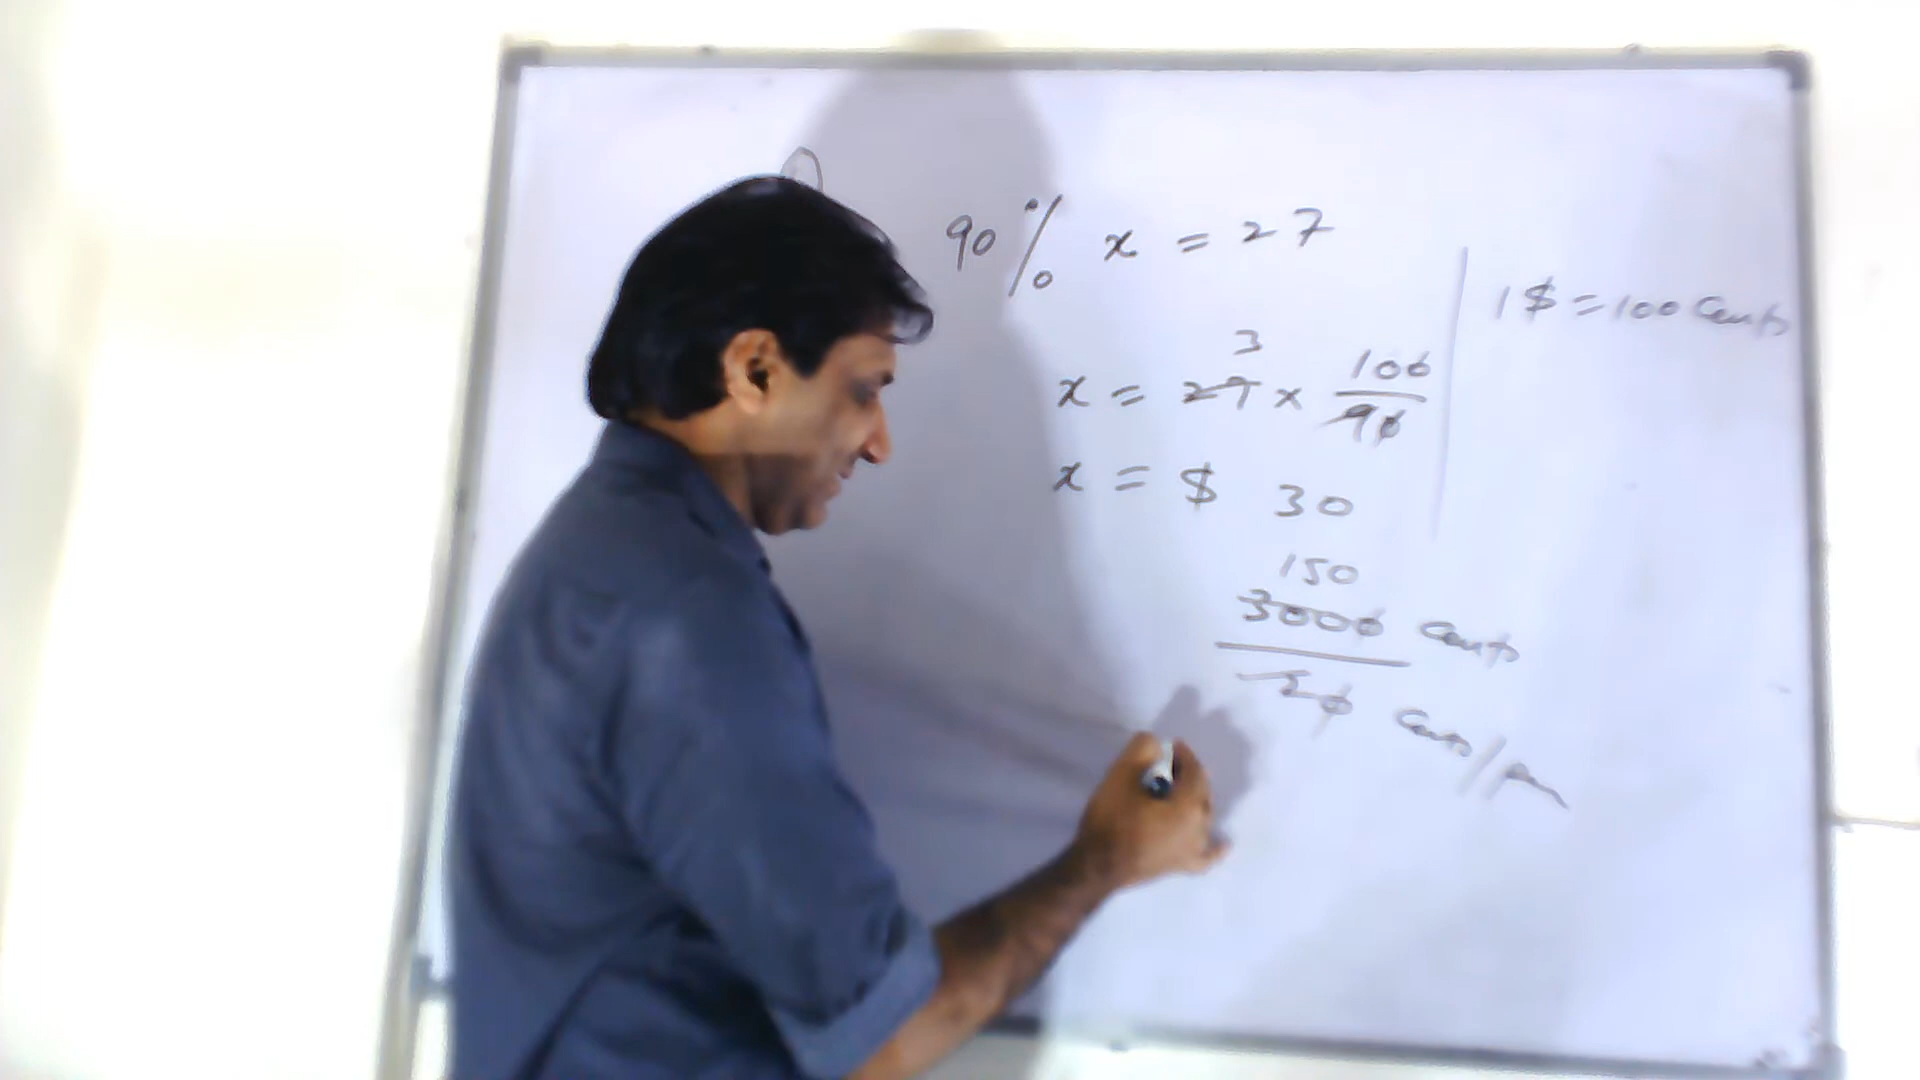 90% x = 27
1$ = 100 Cents
3
x = 27 x 100/90
x = $ 30
150
3000 cents
20 cents/